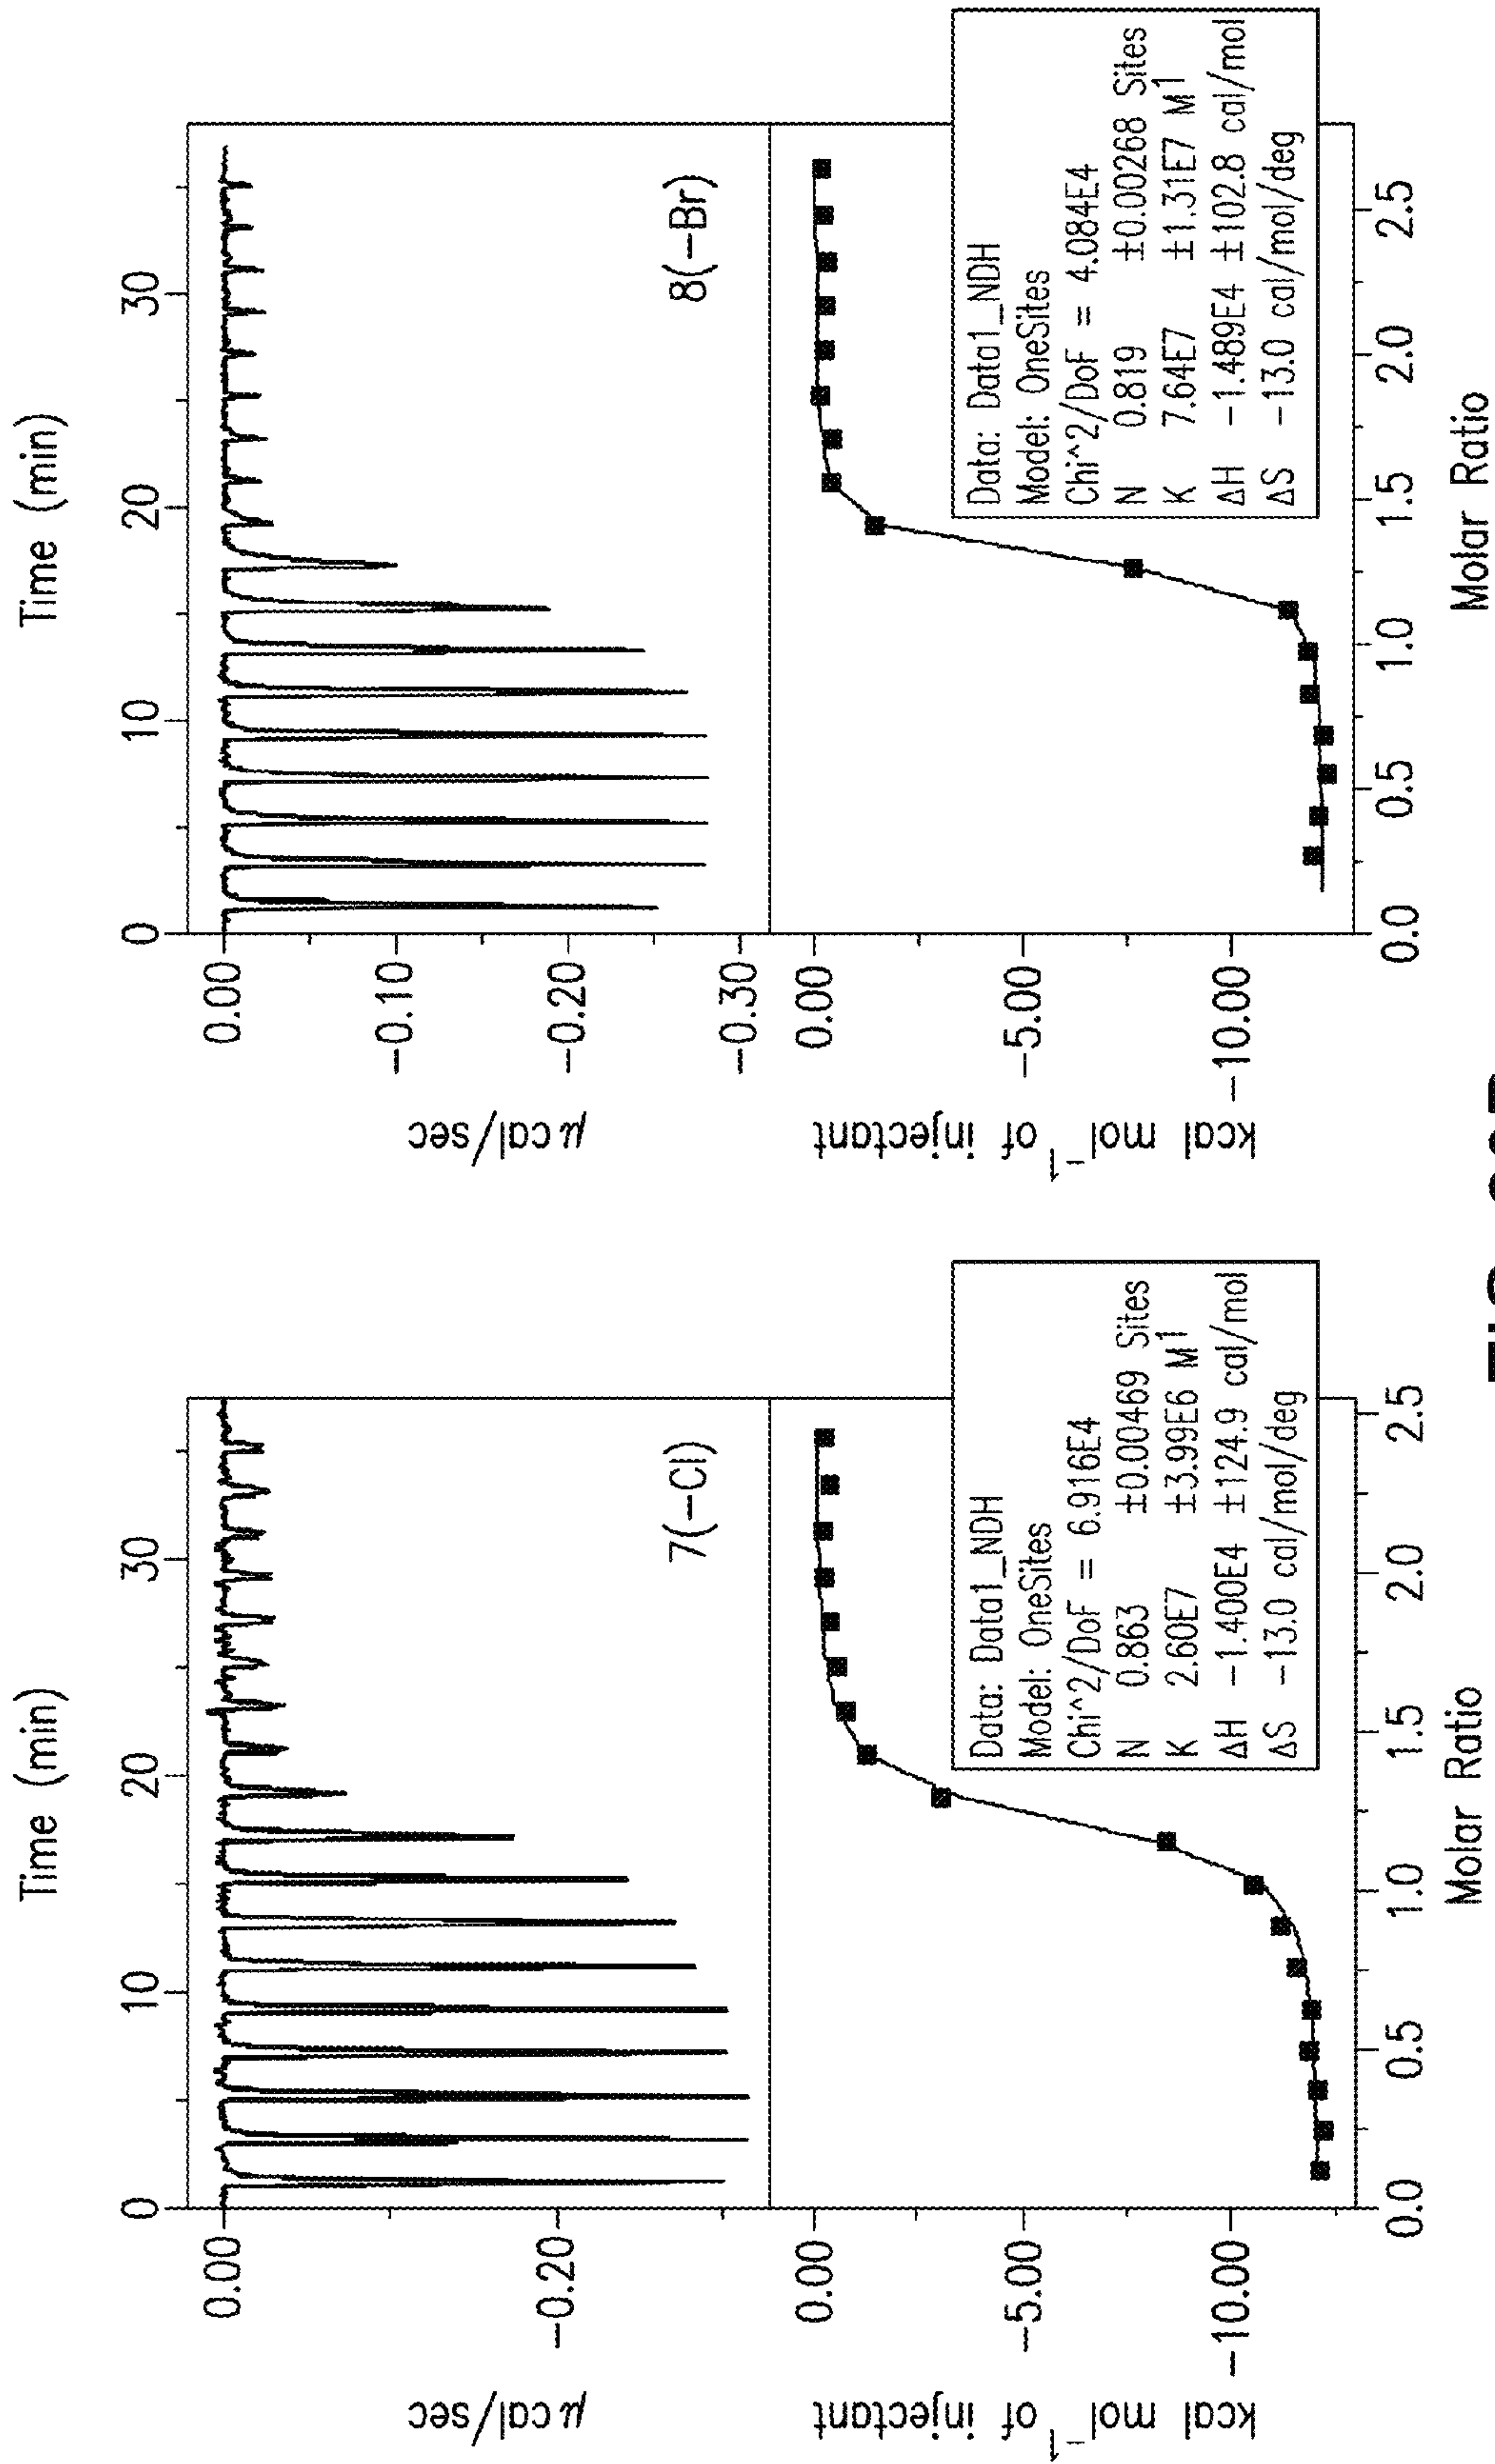 Time (min)
0 10 20 30
0.00
−0.20
μ cal/sec
7(−Cl)
0.00
−5.00
−10.00
kcal mol⁻¹ of injectant
Data: Data1_NDH
Model: OneSites
Chi^2/DoF = 6.916E4
N 0.863 ±0.00469 Sites
K 2.60E7 ±3.99E6 M¹
ΔH −1.400E4 ±124.9 cal/mol
ΔS −13.0 cal/mol/deg
0.0 0.5 1.0 1.5 2.0 2.5
Molar Ratio
Time (min)
0 10 20 30
0.00
−0.10
−0.20
−0.30
μ cal/sec
8(−Br)
0.00
−5.00
−10.00
kcal mol⁻¹ of injectant
Data: Data1_NDH
Model: OneSites
Chi^2/DoF = 4.084E4
N 0.819 ±0.00268 Sites
K 7.64E7 ±1.31E7 M¹
ΔH −1.489E4 ±102.8 cal/mol
ΔS −13.0 cal/mol/deg
0.0 0.5 1.0 1.5 2.0 2.5
Molar Ratio